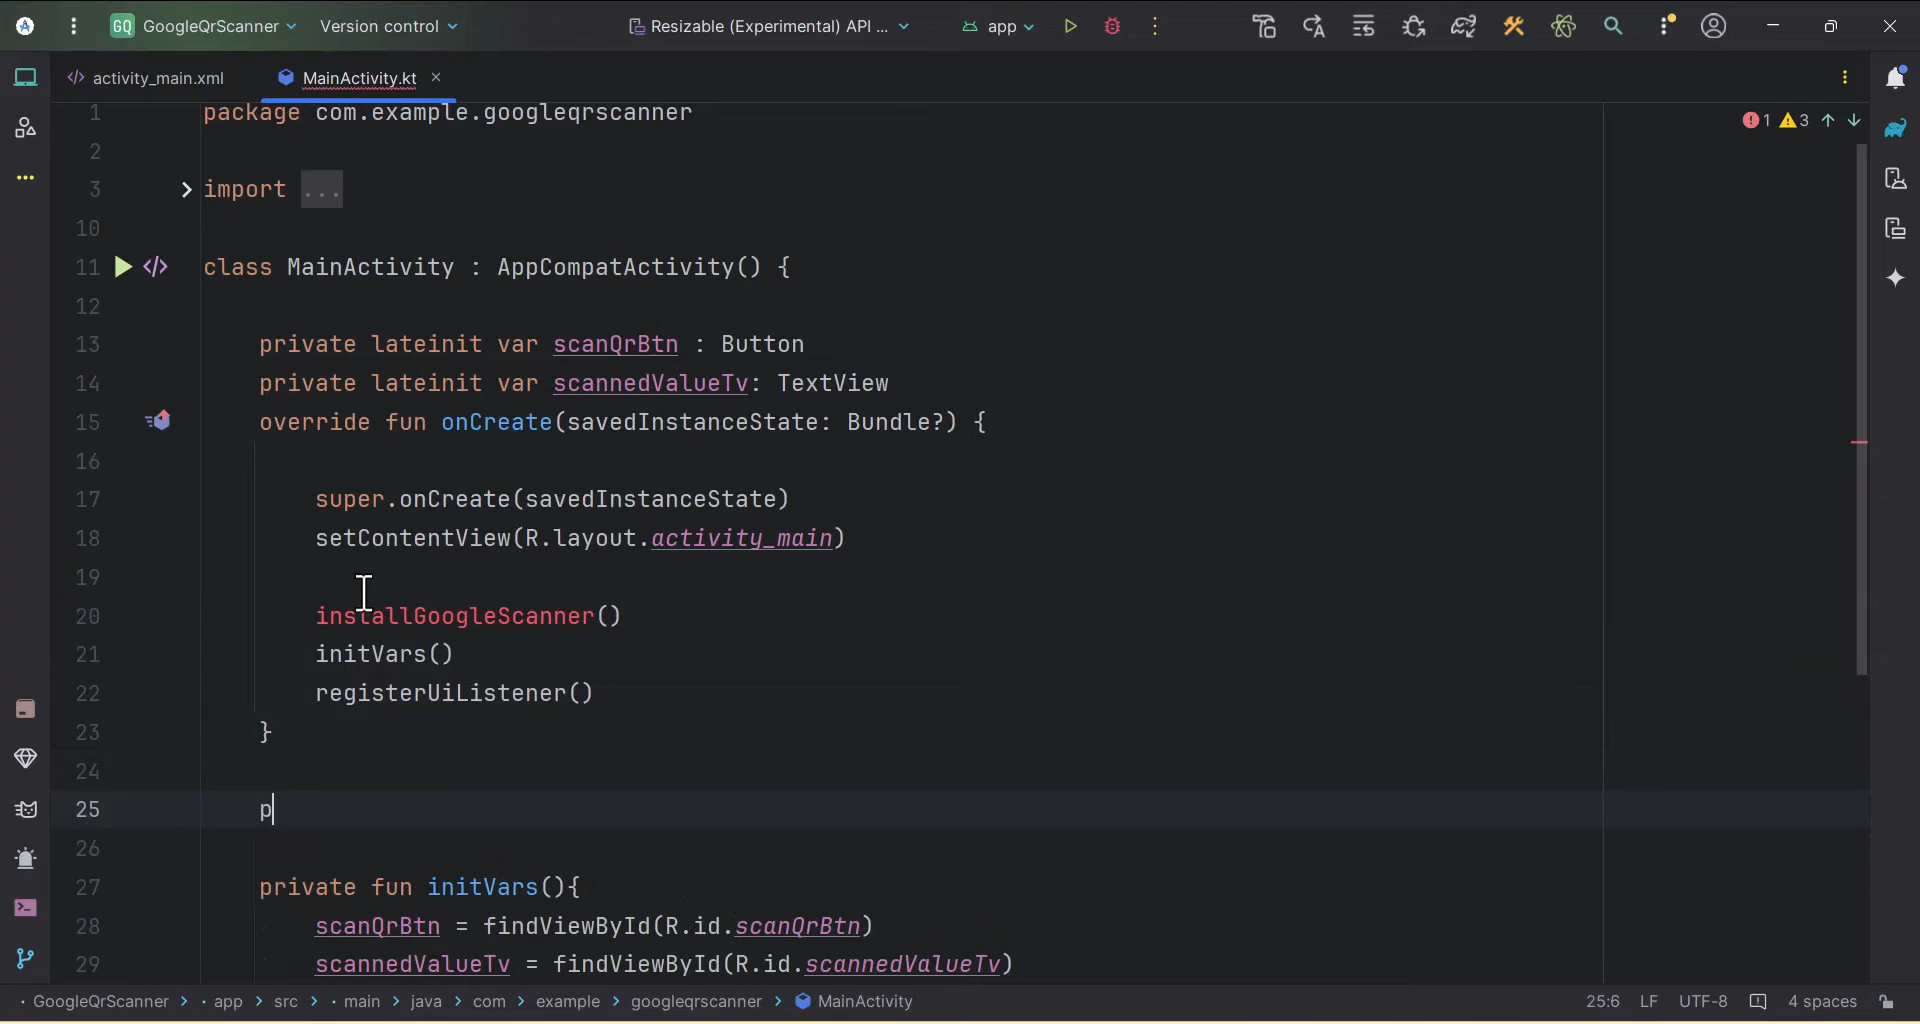 GQ GoogleQrScanner Version control Resizable (Experimental) API ... app
activity_main.xml MainActivity.kt
1 package com.example.googleqrscanner
1 3
2
3 import ...
10
11 class MainActivity : AppCompatActivity() {
12
13 private lateinit var scanQrBtn : Button
14 private lateinit var scannedValueTv: TextView
15 override fun onCreate(savedInstanceState: Bundle?) {
16
17 super.onCreate(savedInstanceState)
18 setContentView(R.layout.activity_main)
19
20 installGoogleScanner()
21 initVars()
22 registerUiListener()
23 }
24
25 p
26
27 private fun initVars(){
28 scanQrBtn = findViewById(R.id.scanQrBtn)
29 scannedValueTv = findViewById(R.id.scannedValueTv)
GoogleQrScanner > app > src > main > java > com > example > googleqrscanner > MainActivity 25:6 LF UTF-8 4 spaces